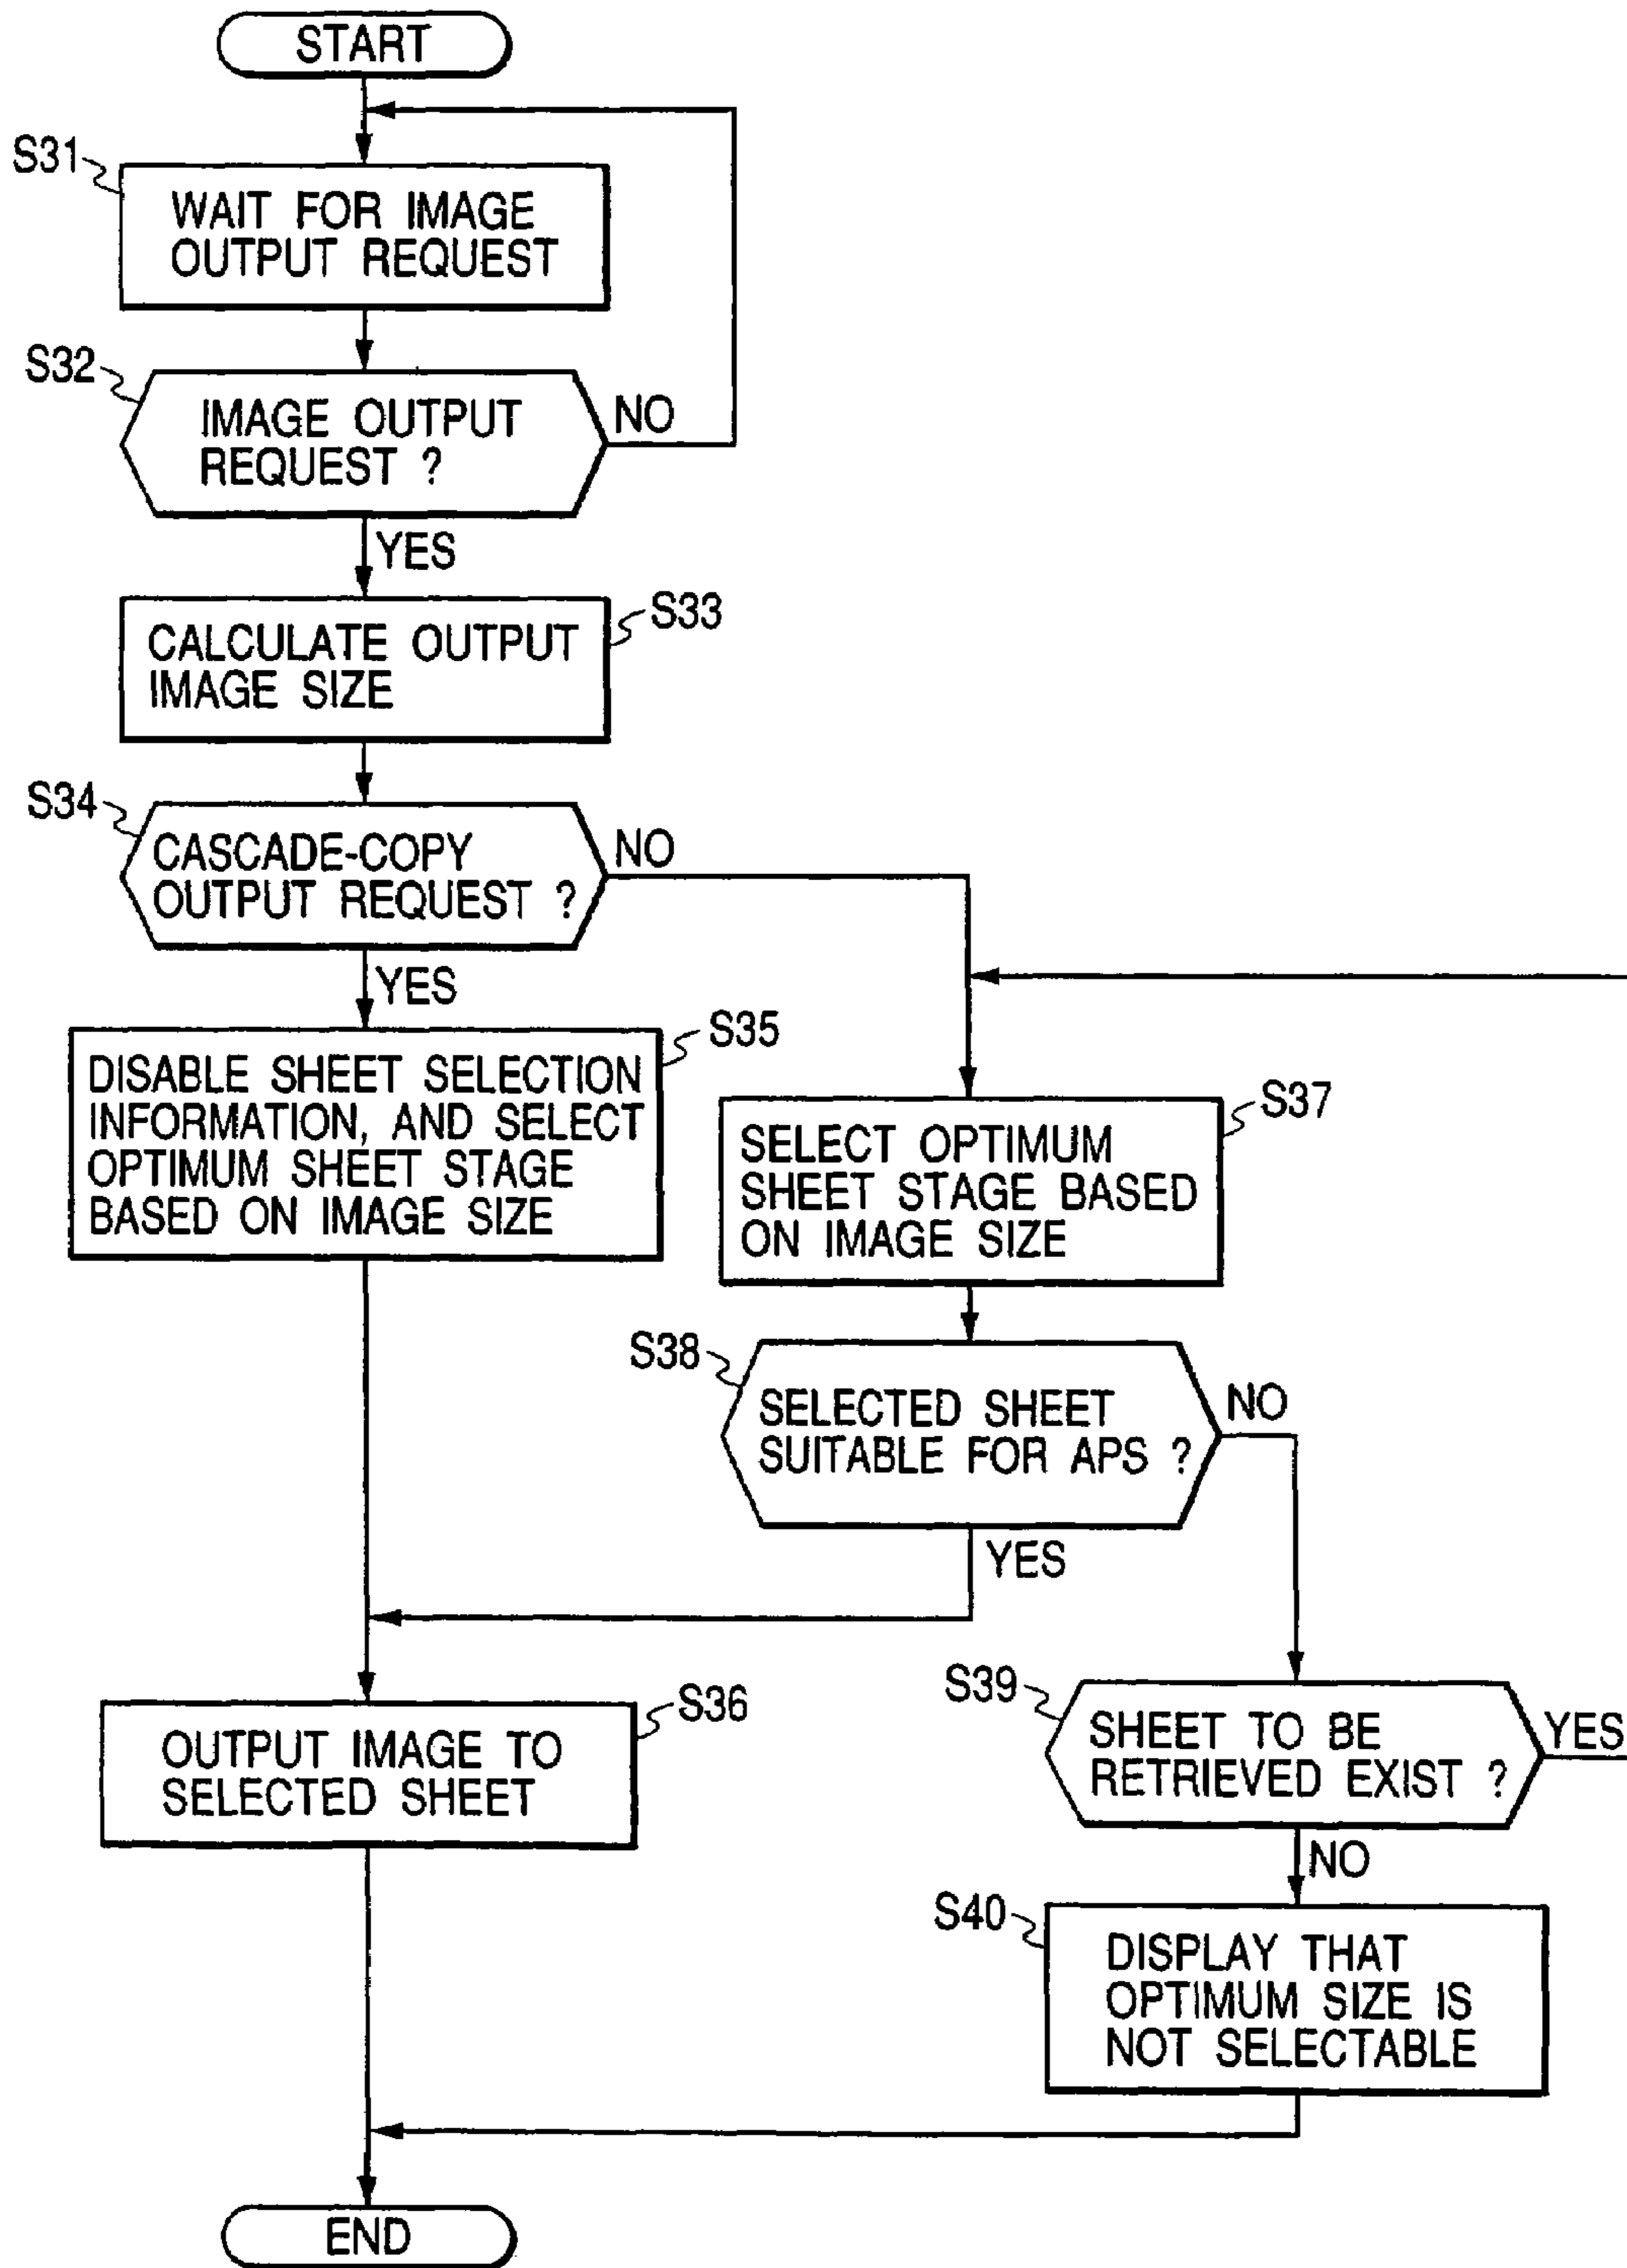 START
S31
WAIT FOR IMAGE
OUTPUT REQUEST
S32
IMAGE OUTPUT
REQUEST ?
NO
YES
S33
CALCULATE OUTPUT
IMAGE SIZE
S34
CASCADE-COPY
OUTPUT REQUEST ?
NO
YES
S35
DISABLE SHEET SELECTION
INFORMATION, AND SELECT
OPTIMUM SHEET STAGE
BASED ON IMAGE SIZE
S37
SELECT OPTIMUM
SHEET STAGE BASED
ON IMAGE SIZE
S38
SELECTED SHEET
SUITABLE FOR APS ?
NO
YES
S36
OUTPUT IMAGE TO
SELECTED SHEET
S39
SHEET TO BE
RETRIEVED EXIST ?
YES
NO
S40
DISPLAY THAT
OPTIMUM SIZE IS
NOT SELECTABLE
END